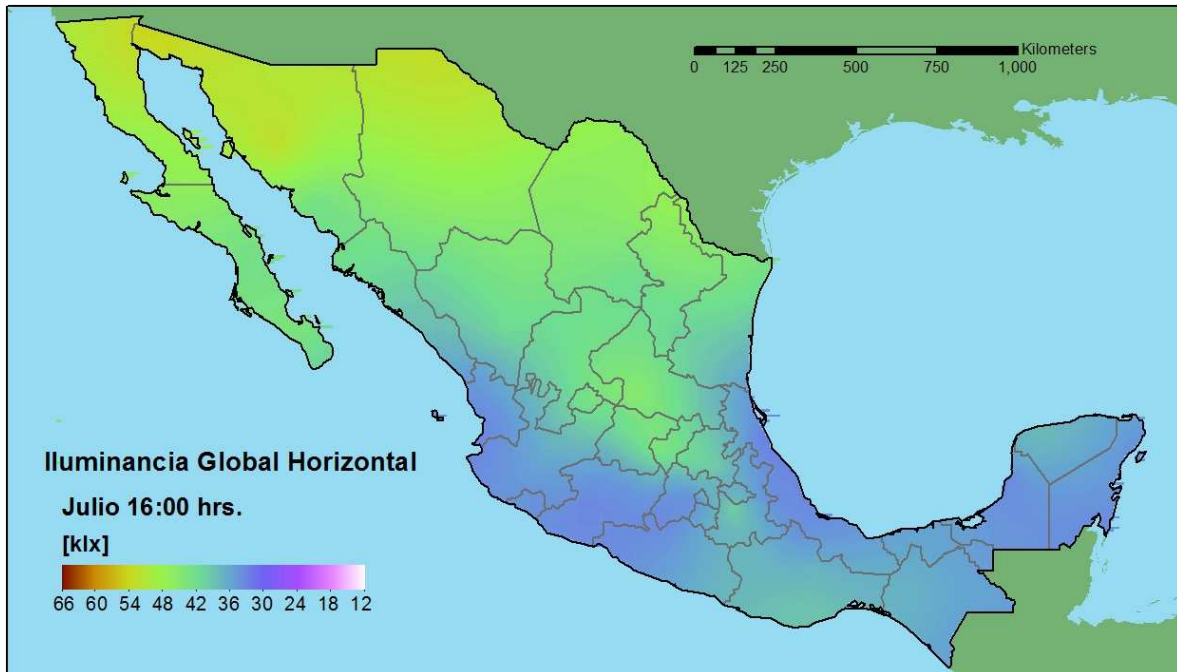 Kilometers
0 125 250 500 750 1,000
Iluminancia Global Horizontal
Julio 16:00 hrs.
[klx]
66 60 54 48 42 36 30 24 18 12